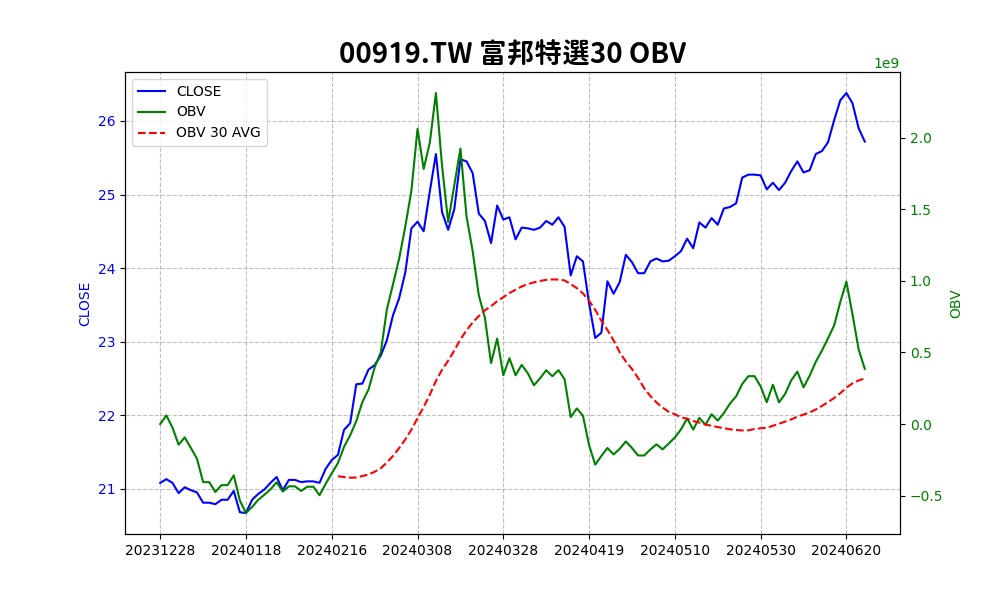 00919.TW 富邦特選30 OBV
1e9
CLOSE
OBV
OBV 30 AVG
26
25
24
23
22
21
CLOSE
2.0
1.5
1.0
0.5
0.0
−0.5
OBV
20231228 20240118 20240216 20240308 20240328 20240419 20240510 20240530 20240620